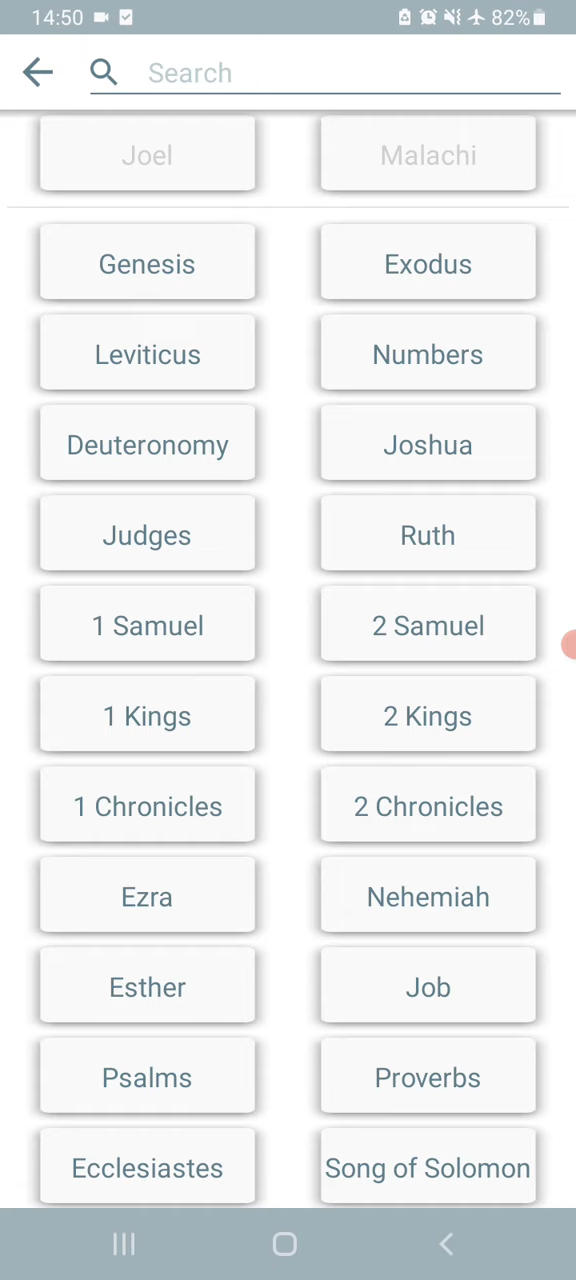 14:50 82%
Search
Joel Malachi
Genesis Exodus
Leviticus Numbers
Deuteronomy Joshua
Judges Ruth
1 Samuel 2 Samuel
1 Kings 2 Kings
1 Chronicles 2 Chronicles
Ezra Nehemiah
Esther Job
Psalms Proverbs
Ecclesiastes Song of Solomon